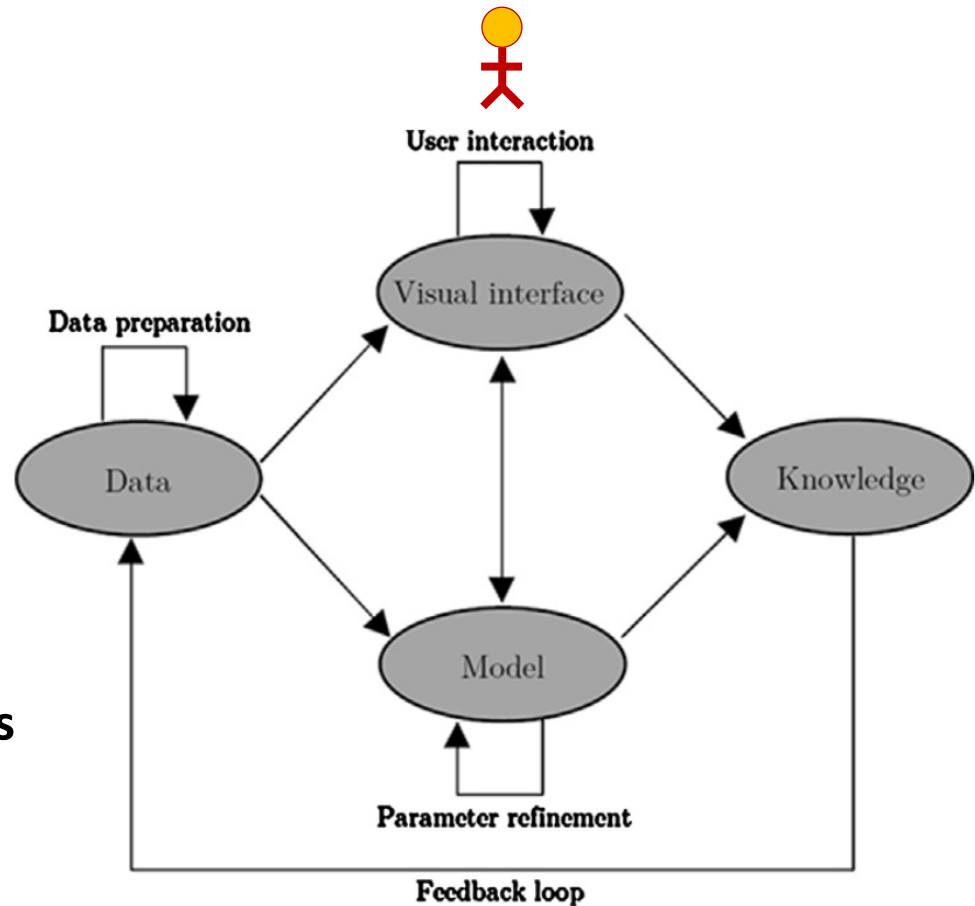 User interaction
Visual interface
Data preparation
Data
Knowledge
Model
s
Parameter refinement
Feedback loop